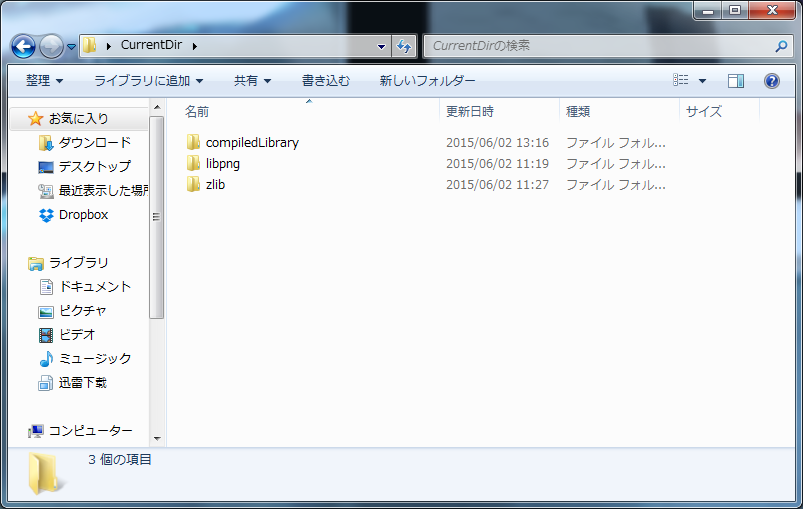 CurrentDir
CurrentDirの検索
整理 ライブラリに追加 共有 書き込む 新しいフォルダー
お気に入り
ダウンロード
デスクトップ
最近表示した場所
Dropbox
ライブラリ
ドキュメント
ピクチャ
ビデオ
ミュージック
迅雷下载
コンピューター
名前 更新日時 種類 サイズ
compiledLibrary 2015/06/02 13:16 ファイル フォル...
libpng 2015/06/02 11:19 ファイル フォル...
zlib 2015/06/02 11:27 ファイル フォル...
3 個の項目